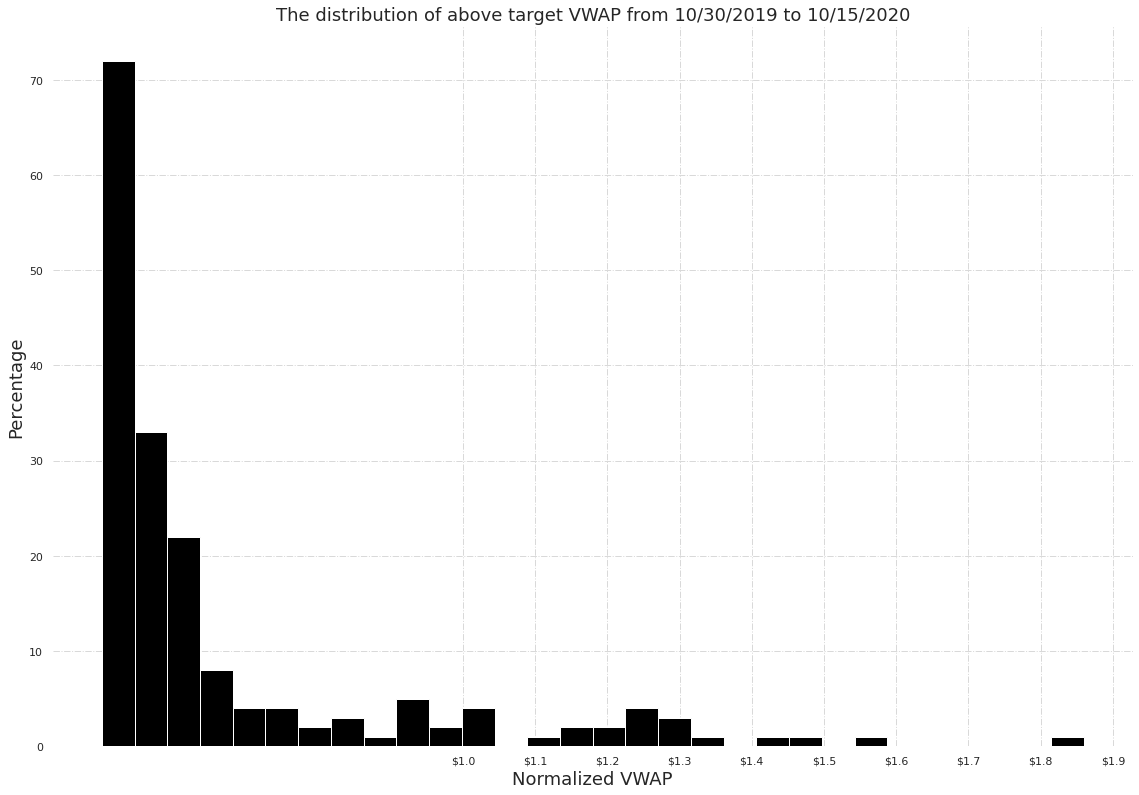 The distribution of above target VWAP from 10/30/2019 to 10/15/2020
Percentage
70
60
50
40
30
20
10
0
$1.0 $1.1 $1.2 $1.3 $1.4 $1.5 $1.6 $1.7 $1.8 $1.9
Normalized VWAP